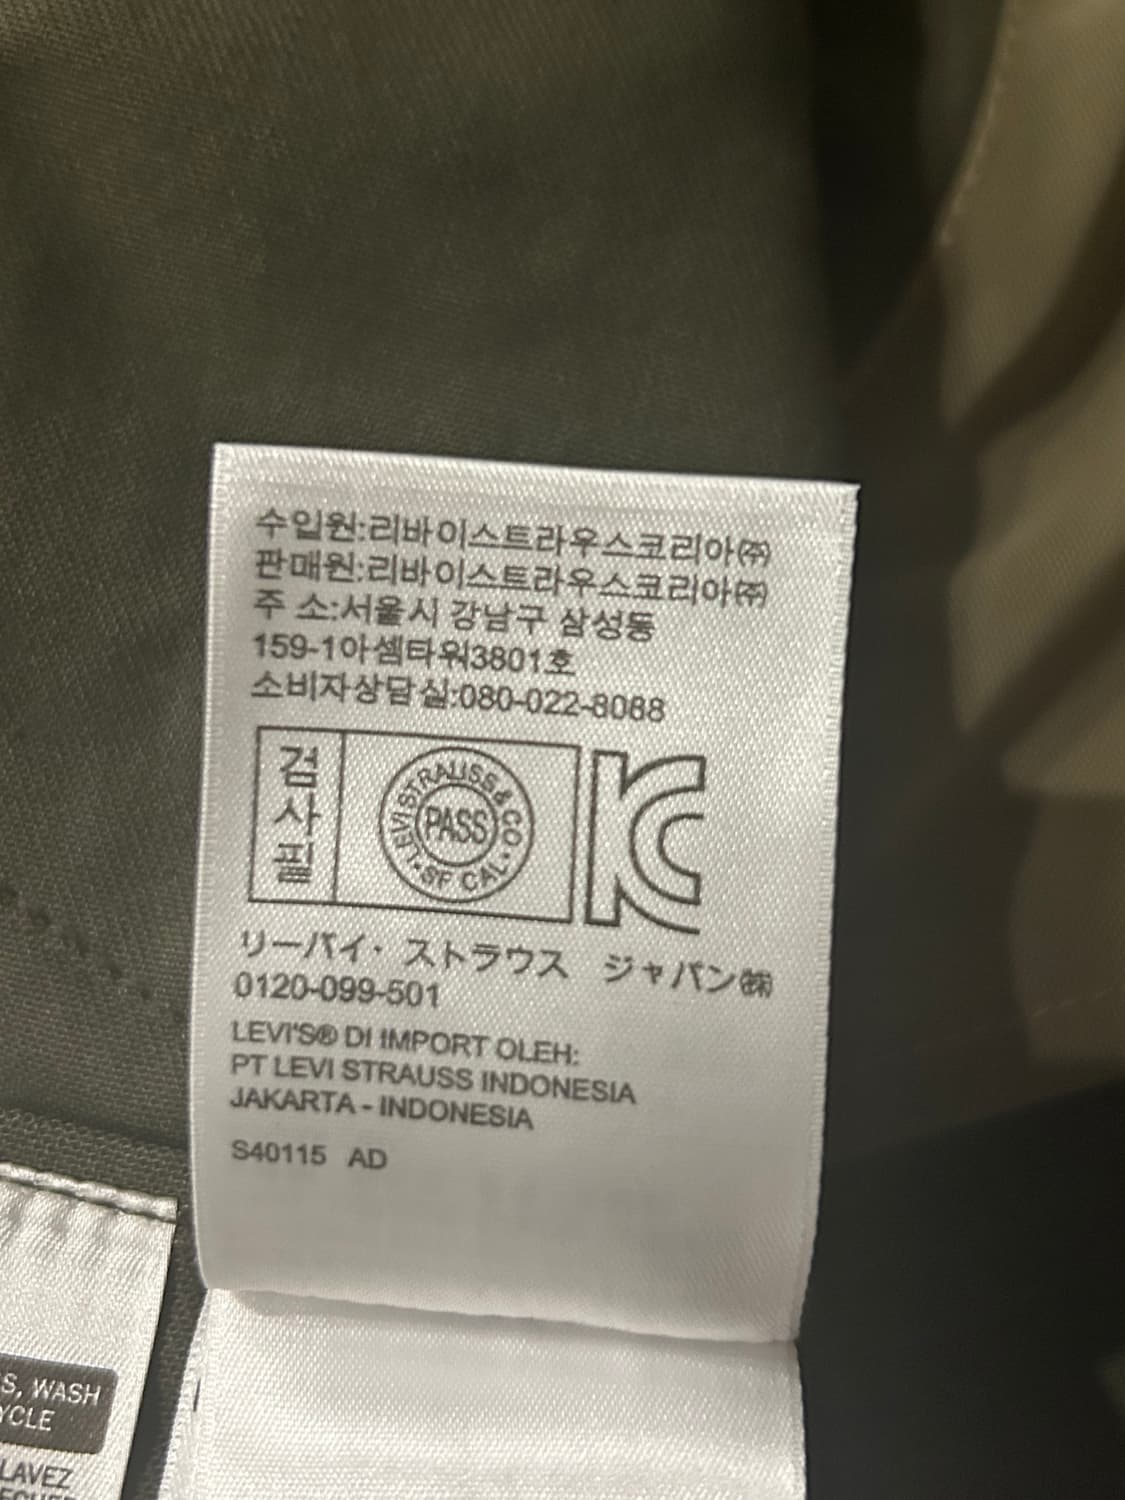 수입원:리바이스트라우스코리아㈜
판매원:리바이스트라우스코리아㈜
주 소:서울시 강남구 삼성동
159-1아셈타워3801호
소비자상담실:080-022-8088
검사필
LEVI STRAUSS & CO
PASS
SF CAL
KC
リーバイ・ストラウス ジャパン㈱
0120-099-501
LEVI'S® DI IMPORT OLEH:
PT LEVI STRAUSS INDONESIA
JAKARTA - INDONESIA
S40115 AD
S, WASH
YCLE
LAVEZ